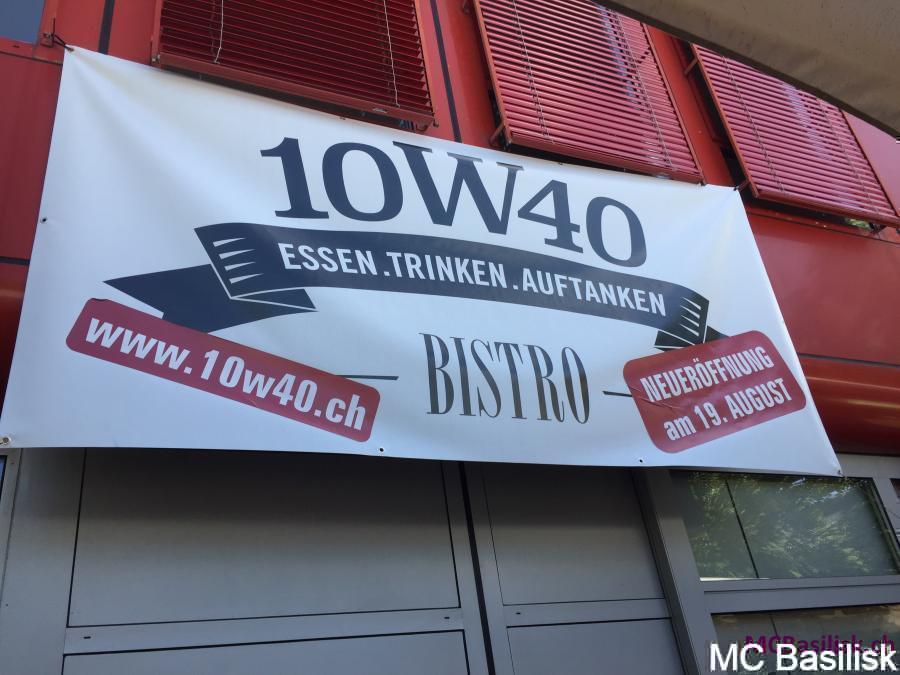 10W40
ESSEN.TRINKEN.AUFTANKEN
www.10w40.ch
BISTRO
NEUERÖFFNUNG
am 19. AUGUST
MCBasilisk.ch
MC Basilisk